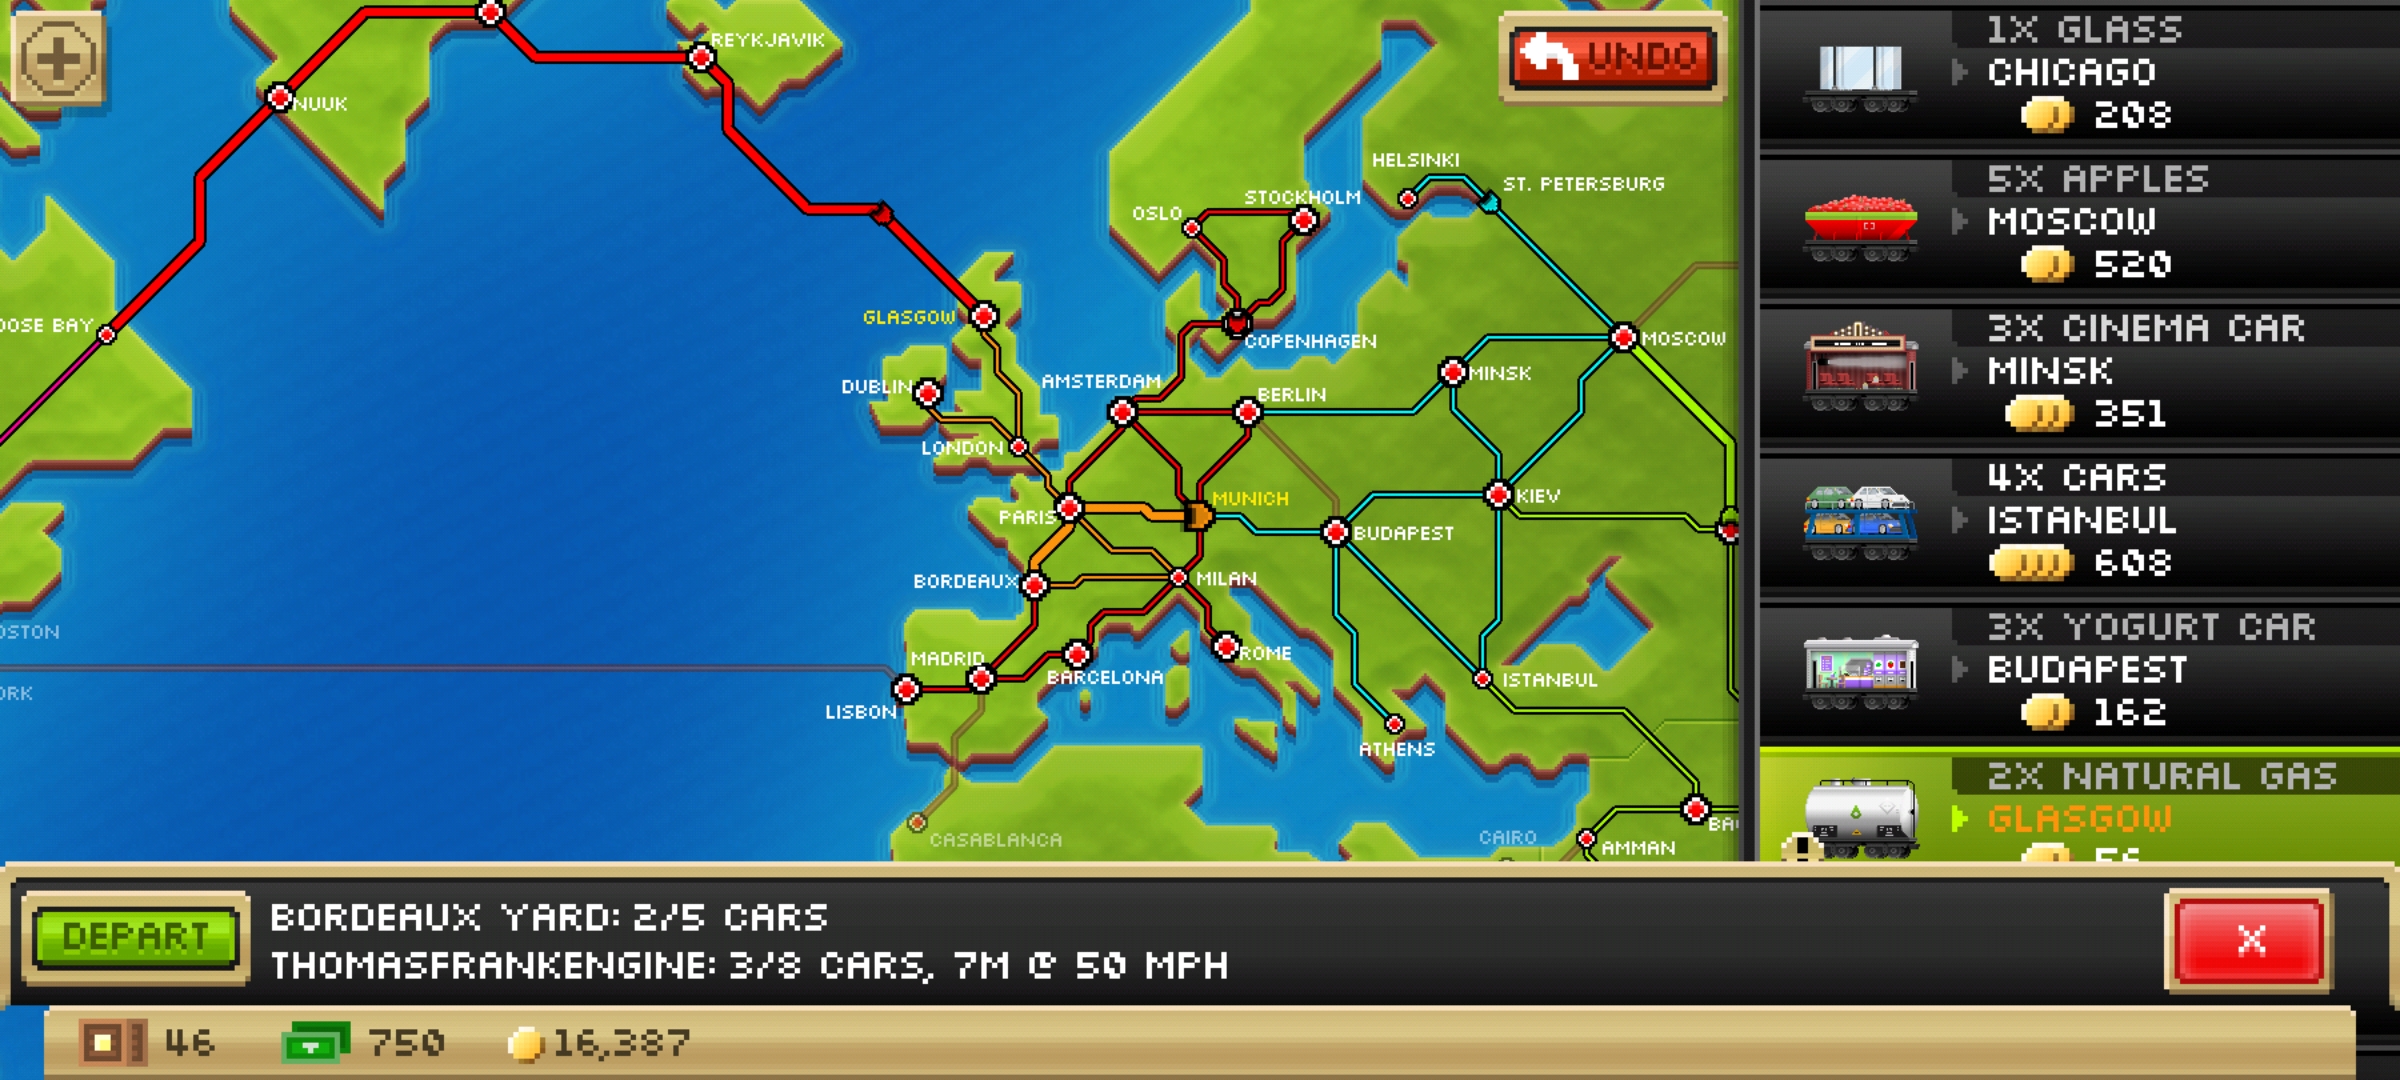 REYKJAVIK
NUUK
UNDO
HELSINKI
ST. PETERSBURG
STOCKHOLM
OSLO
GLASGOW
OOSE BAY
COPENHAGEN
MOSCOW
MINSK
DUBLIN
AMSTERDAM
BERLIN
LONDON
MUNICH
KIEV
PARIS
BUDAPEST
BORDEAUX
MILAN
OSTON
MADRID
BARCELONA
ROME
ISTANBUL
ORK
LISBON
ATHENS
CASABLANCA
CAIRO
AMMAN
BA
1X GLASS
CHICAGO
208
5X APPLES
MOSCOW
520
3X CINEMA CAR
MINSK
351
4X CARS
ISTANBUL
608
3X YOGURT CAR
BUDAPEST
162
2X NATURAL GAS
GLASGOW
56
DEPART
BORDEAUX YARD: 2/5 CARS
THOMASFRANKENGINE: 3/8 CARS, 7M @ 50 MPH
X
46
750
16,387